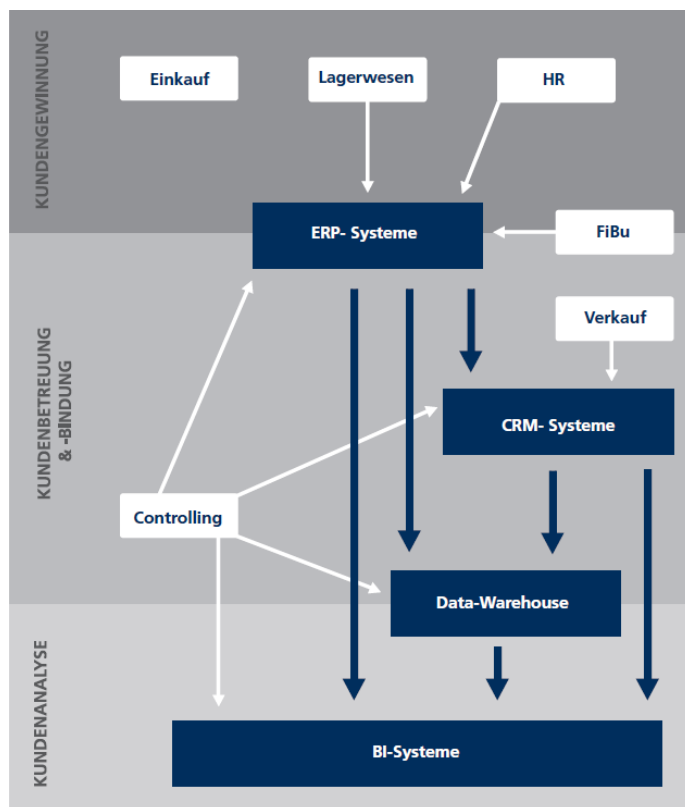 KUNDENGEWINNUNG
Einkauf
Lagerwesen
HR
ERP- Systeme
FiBu
KUNDENBETREUUNG
& -BINDUNG
Verkauf
CRM- Systeme
Controlling
Data-Warehouse
KUNDENANALYSE
BI-Systeme